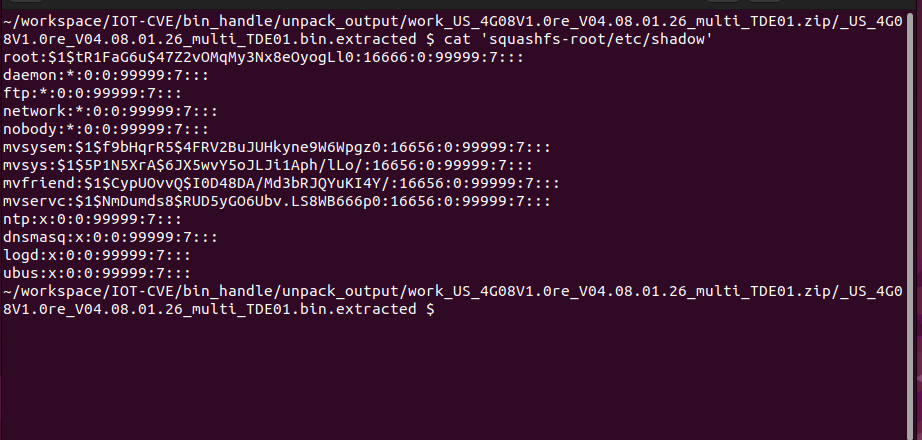 ~/workspace/IOT-CVE/bin_handle/unpack_output/work_US_4G08V1.0re_V04.08.01.26_multi_TDE01.zip/_US_4G0
8V1.0re_V04.08.01.26_multi_TDE01.bin.extracted $ cat 'squashfs-root/etc/shadow'
root:$1$tR1FaG6u$47Z2vOMqMy3Nx8eOyogLl0:16666:0:99999:7:::
daemon:*:0:0:99999:7:::
ftp:*:0:0:99999:7:::
network:*:0:0:99999:7:::
nobody:*:0:0:99999:7:::
mvsysem:$1$f9bHqrR5$4FRV2BuJUHkyne9W6Wpgz0:16656:0:99999:7:::
mvsys:$1$5P1N5XrA$6JX5wvY5oJLJi1Aph/lLo/:16656:0:99999:7:::
mvfriend:$1$CypUOvvQ$I0D48DA/Md3bRJQYuKI4Y/:16656:0:99999:7:::
mvservc:$1$NmDumds8$RUD5yGO6Ubv.LS8WB666p0:16656:0:99999:7:::
ntp:x:0:0:99999:7:::
dnsmasq:x:0:0:99999:7:::
logd:x:0:0:99999:7:::
ubus:x:0:0:99999:7:::
~/workspace/IOT-CVE/bin_handle/unpack_output/work_US_4G08V1.0re_V04.08.01.26_multi_TDE01.zip/_US_4G0
8V1.0re_V04.08.01.26_multi_TDE01.bin.extracted $